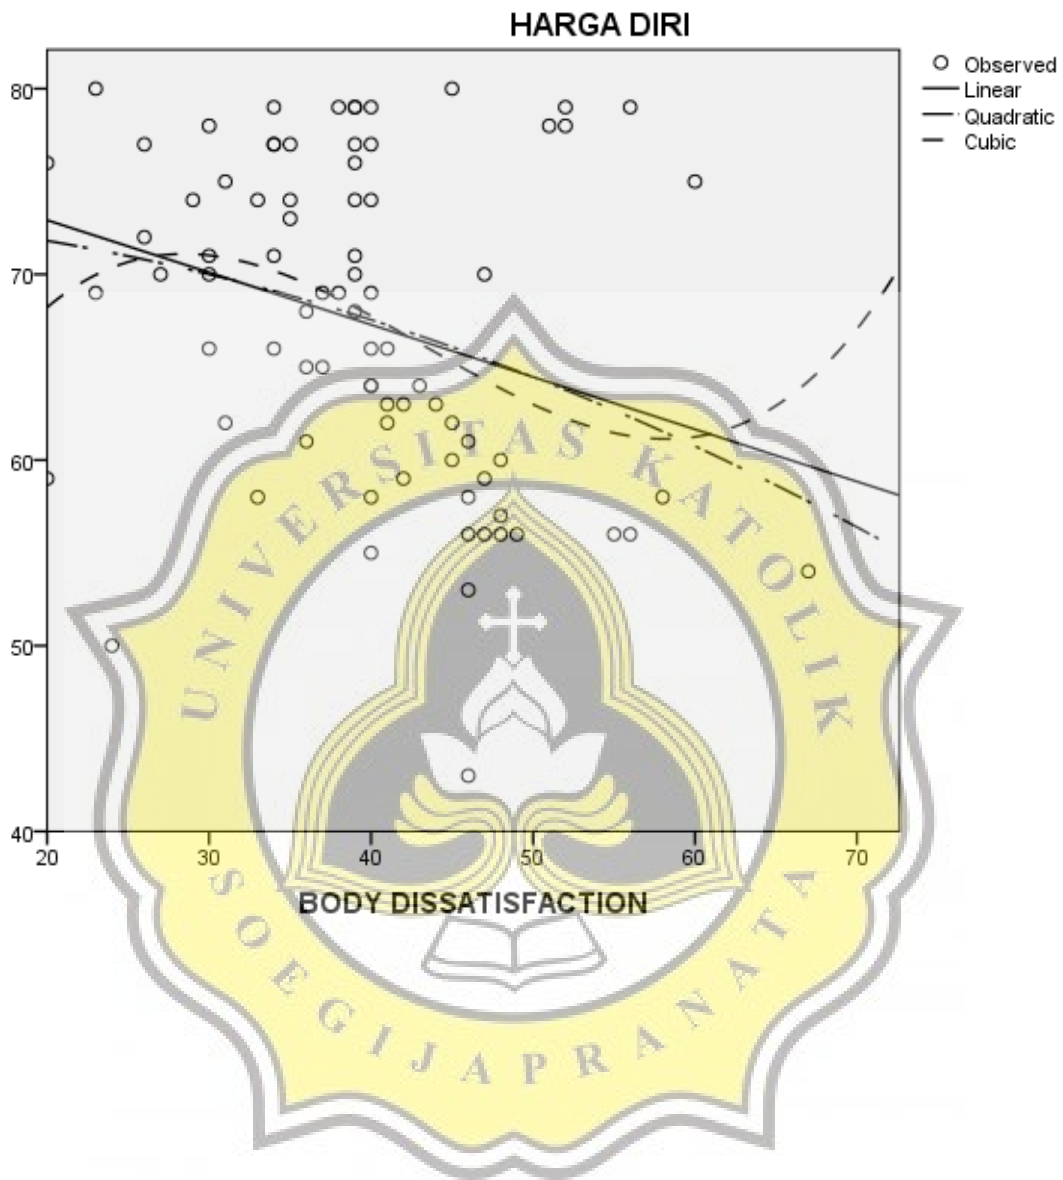 HARGA DIRI
Observed
Linear
Quadratic
Cubic
80
70
60
50
40
20
30
40
50
60
70
BODY DISSATISFACTION
UNIVERSITAS KATOLIK
SOEGIJAPRANATA